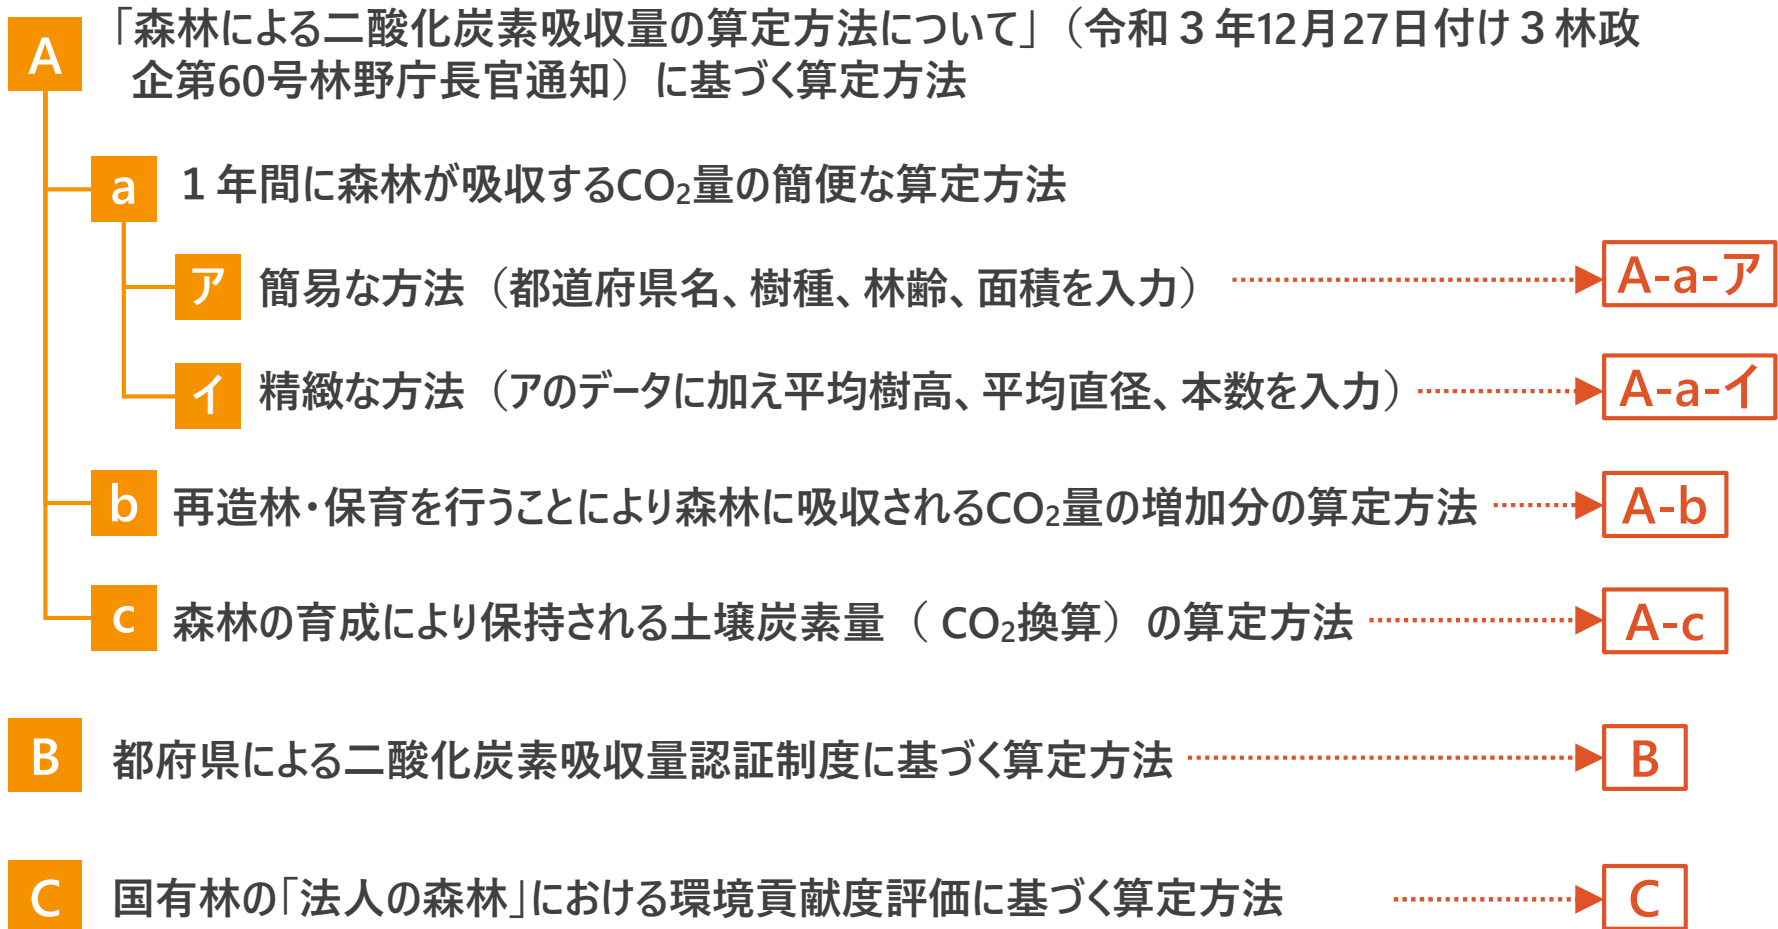 A 「森林による二酸化炭素吸収量の算定方法について」（令和３年12月27日付け３林政
企第60号林野庁長官通知）に基づく算定方法
a １年間に森林が吸収するCO₂量の簡便な算定方法
ア 簡易な方法（都道府県名、樹種、林齢、面積を入力） A-a-ア
イ 精緻な方法（アのデータに加え平均樹高、平均直径、本数を入力） A-a-イ
b 再造林・保育を行うことにより森林に吸収されるCO₂量の増加分の算定方法 A-b
c 森林の育成により保持される土壌炭素量（ CO₂換算）の算定方法 A-c
B 都府県による二酸化炭素吸収量認証制度に基づく算定方法 B
C 国有林の「法人の森林」における環境貢献度評価に基づく算定方法 C